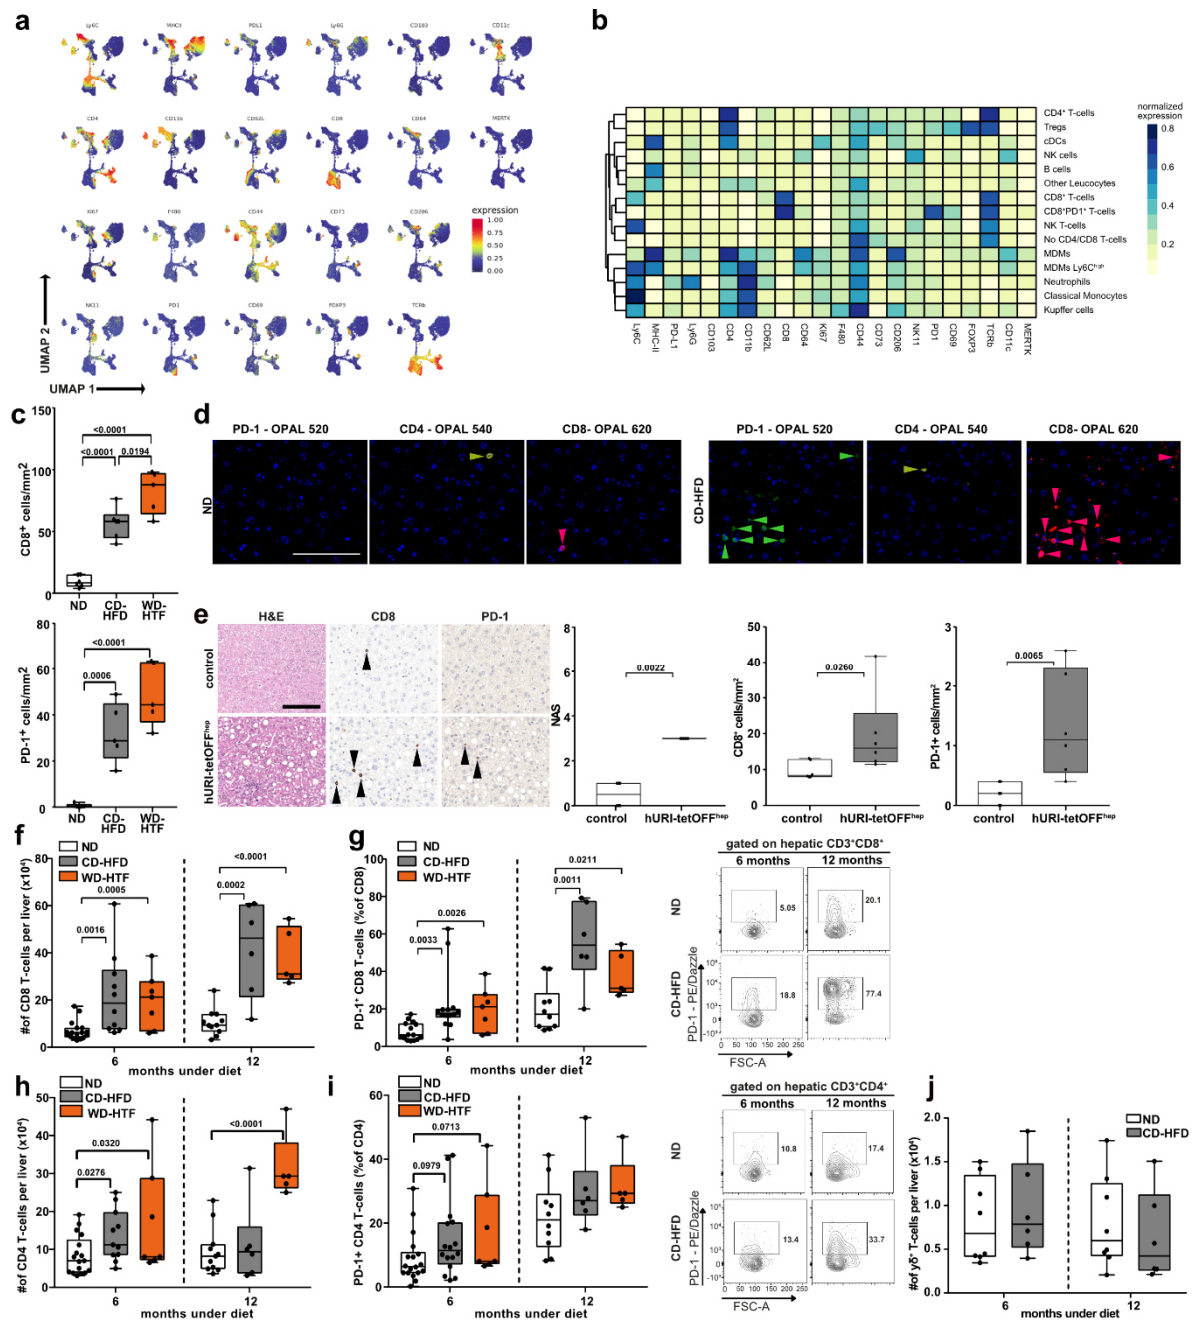 a
Ly6C MHCII PDL1 Ly6G CD103 CD11c
CD4 CD11b CD62L CD8 CD64 MERTK
Ki67 F480 CD44 CD73 CD206
NK11 PD1 CD69 FOXP3 TCRb
expression
1.00
0.75
0.50
0.25
0.00
UMAP 2
UMAP 1
b
CD4⁺ T-cells
Tregs
cDCs
NK cells
B cells
Other Leucocytes
CD8⁺ T-cells
CD8⁺PD1⁺ T-cells
NK T-cells
No CD4/CD8 T-cells
MDMs
MDMs Ly6Cʰⁱᵍʰ
Neutrophils
Classical Monocytes
Kupffer cells
Ly6C MHC-II PD-L1 Ly6G CD103 CD4 CD11b CD62L CD8 CD64 KI67 F480 CD44 CD73 CD206 NK11 PD1 CD69 FOXP3 TCRb CD11c MERTK
normalized
expression
0.8
0.6
0.4
0.2
c
CD8⁺ cells/mm2
150
100
50
0
<0.0001
<0.0001 0.0194
ND CD-HFD WD-HTF
PD-1⁺ cells/mm2
80
60
40
20
0
<0.0001
0.0006
ND CD-HFD WD-HTF
d
PD-1 - OPAL 520 CD4 - OPAL 540 CD8- OPAL 620 PD-1 - OPAL 520 CD4 - OPAL 540 CD8- OPAL 620
ND
CD-HFD
e
H&E CD8 PD-1
control
hURI-tetOFFʰᵉᵖ
NAS
8
6
4
2
0
0.0022
control hURI-tetOFFʰᵉᵖ
CD8⁺ cells/mm²
50
40
30
20
10
0
0.0260
control hURI-tetOFFʰᵉᵖ
PD-1+ cells/mm²
3
2
1
0
0.0065
control hURI-tetOFFʰᵉᵖ
f
#of CD8 T-cells per liver (x10⁴)
80
60
40
20
0
ND
CD-HFD
WD-HTF
0.0005
0.0016
<0.0001
0.0002
6 12
months under diet
g
PD-1⁺ CD8 T-cells (%of CD8)
100
80
60
40
20
0
ND
CD-HFD
WD-HTF
0.0026
0.0033
0.0211
0.0011
6 12
months under diet
gated on hepatic CD3⁺CD8⁺
6 months 12 months
ND
5.05 20.1
CD-HFD
18.8 77.4
PD-1 - PE/Dazzle
0 50 100 150 200 250
FSC-A
h
#of CD4 T-cells per liver (x10⁴)
50
40
30
20
10
0
ND
CD-HFD
WD-HTF
0.0320
0.0276
<0.0001
6 12
months under diet
i
PD-1+ CD4 T-cells (%of CD4)
60
40
20
0
ND
CD-HFD
WD-HTF
0.0713
0.0979
6 12
months under diet
gated on hepatic CD3⁺CD4⁺
6 months 12 months
ND
10.8 17.4
CD-HFD
13.4 33.7
PD-1 - PE/Dazzle
0 50 100 150 200 250
FSC-A
j
#of γδ⁻ T-cells per liver (x10⁴)
2.0
1.5
1.0
0.5
0.0
ND
CD-HFD
6 12
months under diet